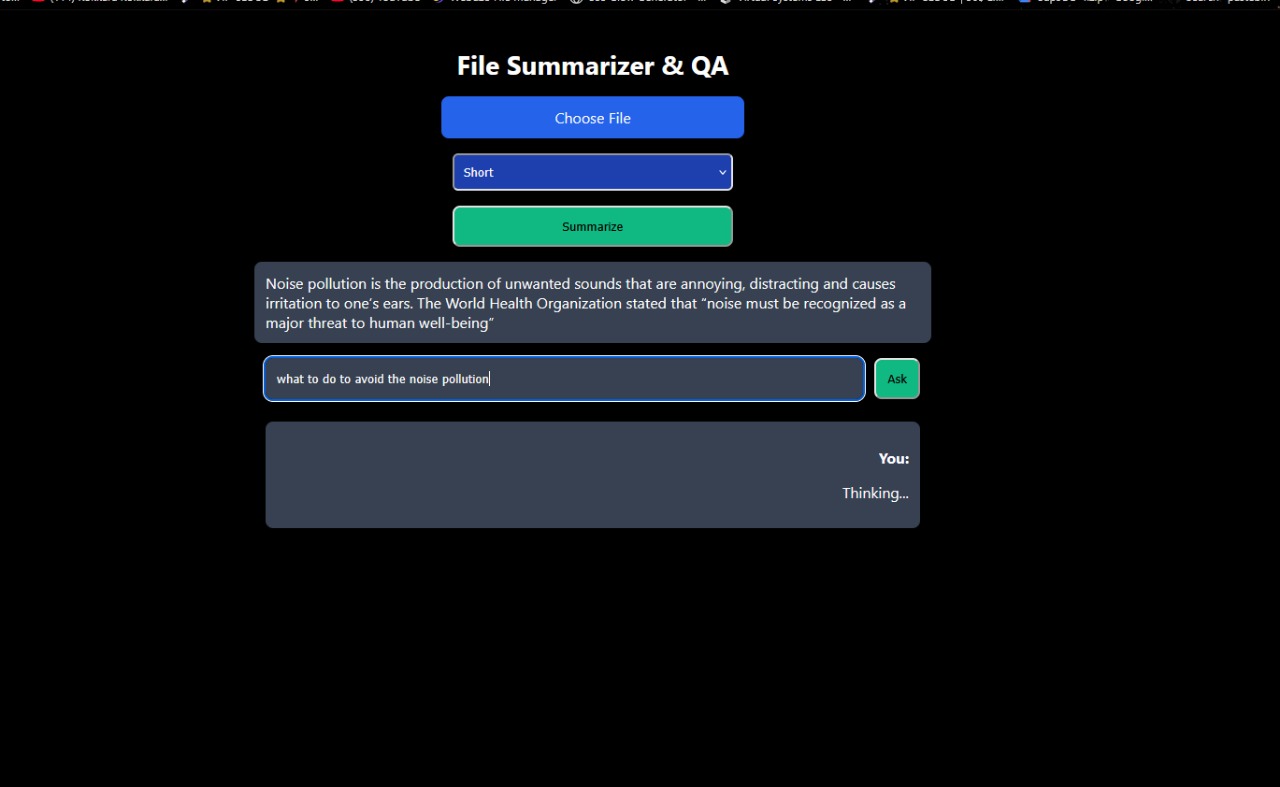 File Summarizer & QA
Choose File
Short
Summarize
Noise pollution is the production of unwanted sounds that are annoying, distracting and causes
irritation to one’s ears. The World Health Organization stated that “noise must be recognized as a
major threat to human well-being”
what to do to avoid the noise pollution
Ask
You:
Thinking...